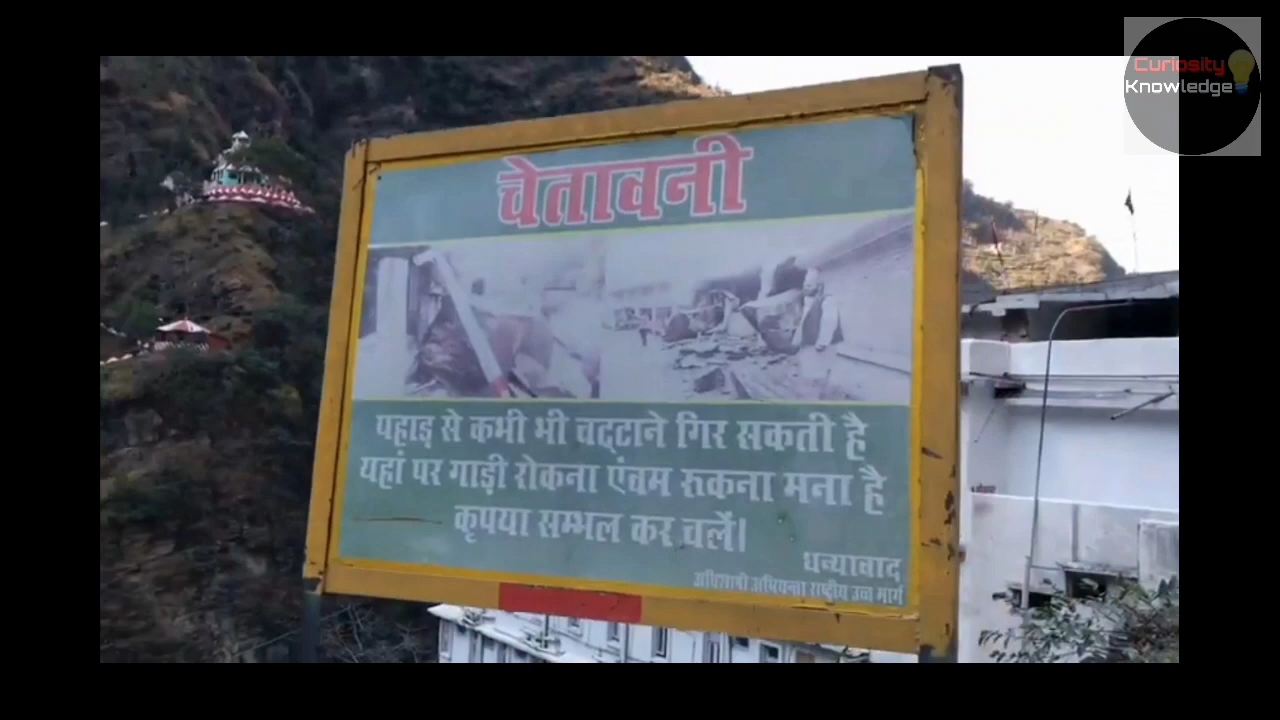 Curiosity
Knowledge
चेतावनी
पहाड़ से कभी भी चट्टाने गिर सकती है
यहां पर गाड़ी रोकना एंवम रूकना मना है
कृपया सम्भल कर चलें।
धन्यावाद
अधिशाषी अभियन्ता राष्ट्रीय उच्च मार्ग